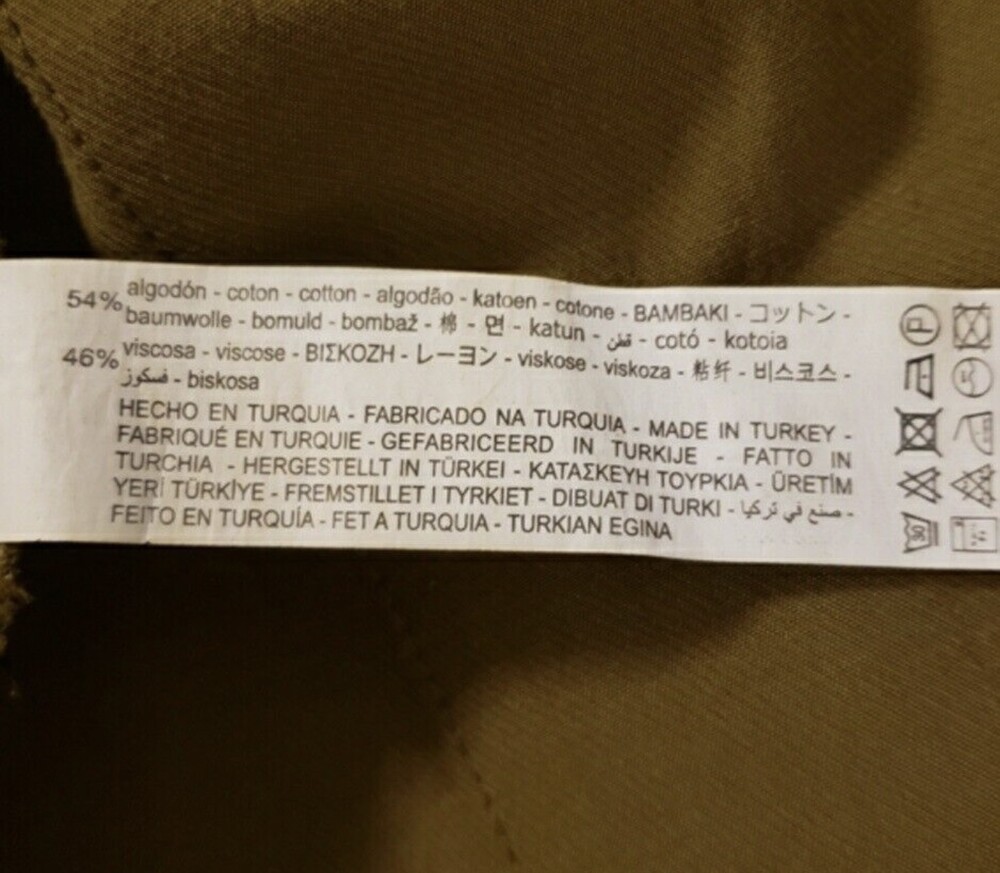 54% algodón - coton - cotton - algodão - katoen - cotone - BAMBAKI - コットン -
baumwolle - bomuld - bombaž - 棉 - 면 - katun - قطن - cotó - kotoia
46% viscosa - viscose - ΒΙΣΚΟΖΗ - レーヨン - viskose - viskoza - 粘纤 - 비스코스 -
فسكوز - biskosa
HECHO EN TURQUIA - FABRICADO NA TURQUIA - MADE IN TURKEY -
FABRIQUÉ EN TURQUIE - GEFABRICEERD IN TURKIJE - FATTO IN
TURCHIA - HERGESTELLT IN TÜRKEI - ΚΑΤΑΣΚΕΥΗ ΤΟΥΡΚΙΑ - ÜRETİM
YERİ TÜRKİYE - FREMSTILLET I TYRKIET - DIBUAT DI TURKI - صنع في تركيا -
FEITO EN TURQUÍA - FET A TURQUIA - TURKIAN EGINA
P
30